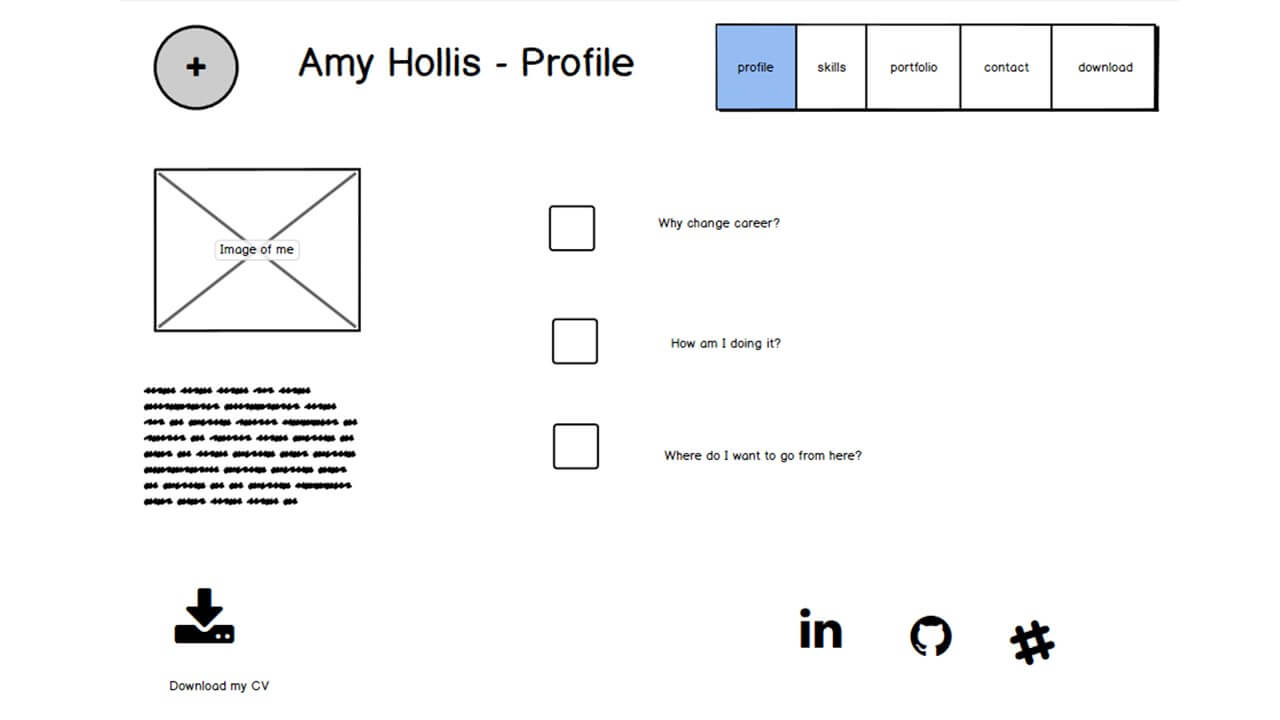 Amy Hollis - Profile
profile
skills
portfolio
contact
download
Image of me
Why change career?
How am I doing it?
Where do I want to go from here?
in
Download my CV